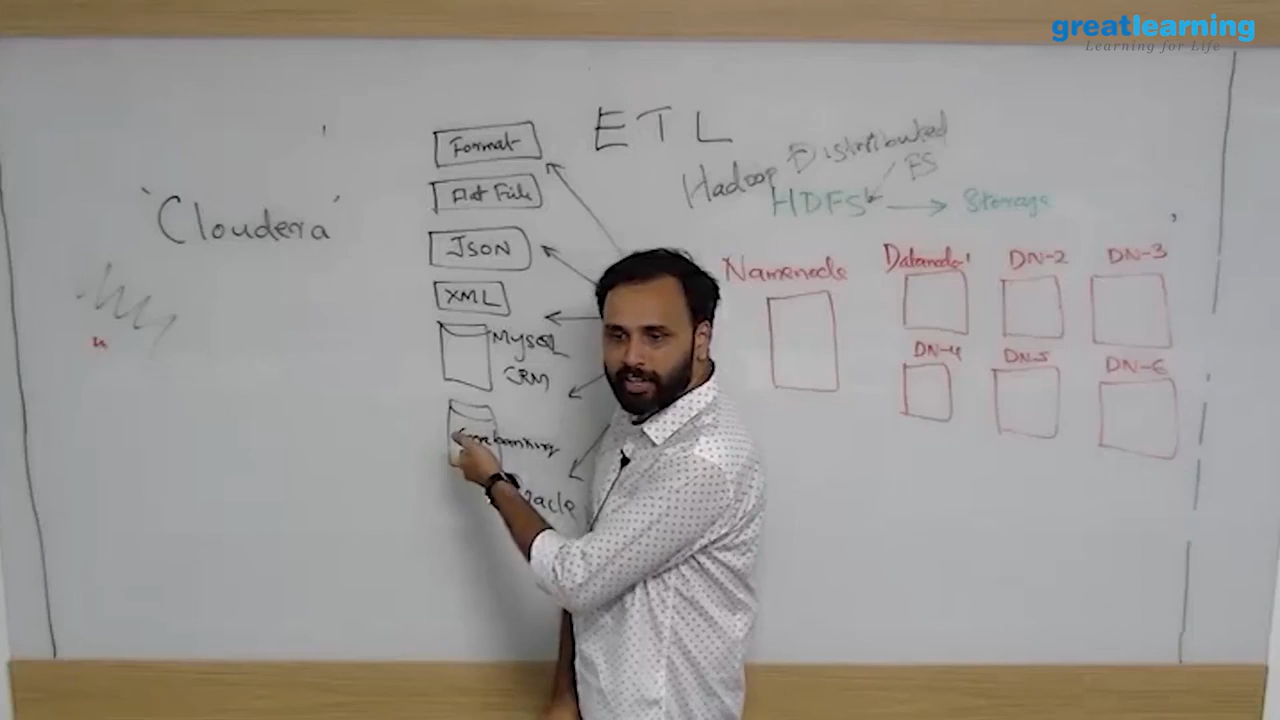 greatlearning
Learning for Life
ETL
Format
Flat File
JSON
XML
Mysql
CRM
Corebanking
'Cloudera'
Hadoop Distributed
FS
HDFS → Storage
Namenode
Datanode1
DN-2
DN-3
DN-4
DN-5
DN-6